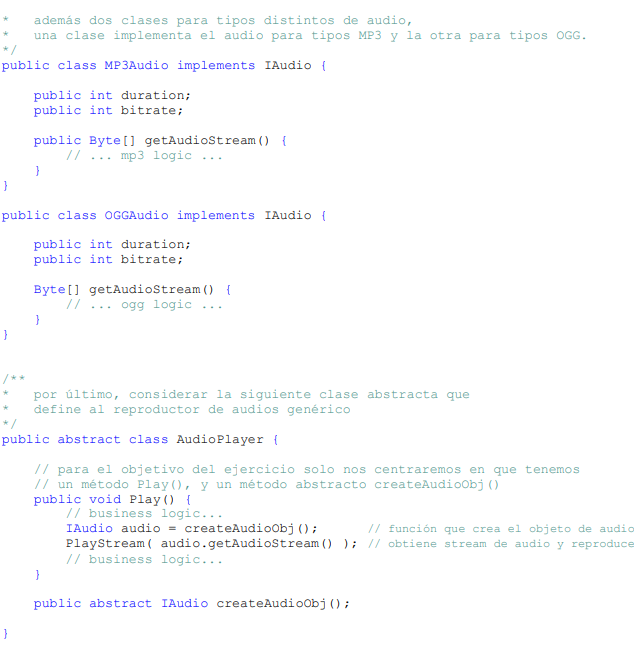 *   además dos clases para tipos distintos de audio,
*   una clase implementa el audio para tipos MP3 y la otra para tipos OGG.
*/
public class MP3Audio implements IAudio {
    public int duration;
    public int bitrate;
    public Byte[] getAudioStream() {
        // ... mp3 logic ...
    }
}
public class OGGAudio implements IAudio {
    public int duration;
    public int bitrate;
    Byte[] getAudioStream() {
        // ... ogg logic ...
    }
}
/**
*   por último, considerar la siguiente clase abstracta que
*   define al reproductor de audios genérico
*/
public abstract class AudioPlayer {
    // para el objetivo del ejercicio solo nos centraremos en que tenemos
    // un método Play(), y un método abstracto createAudioObj()
    public void Play() {
        // business logic...
        IAudio audio = createAudioObj();      // función que crea el objeto de audio
        PlayStream( audio.getAudioStream() ); // obtiene stream de audio y reproduce
        // business logic...
    }
    public abstract IAudio createAudioObj();
}